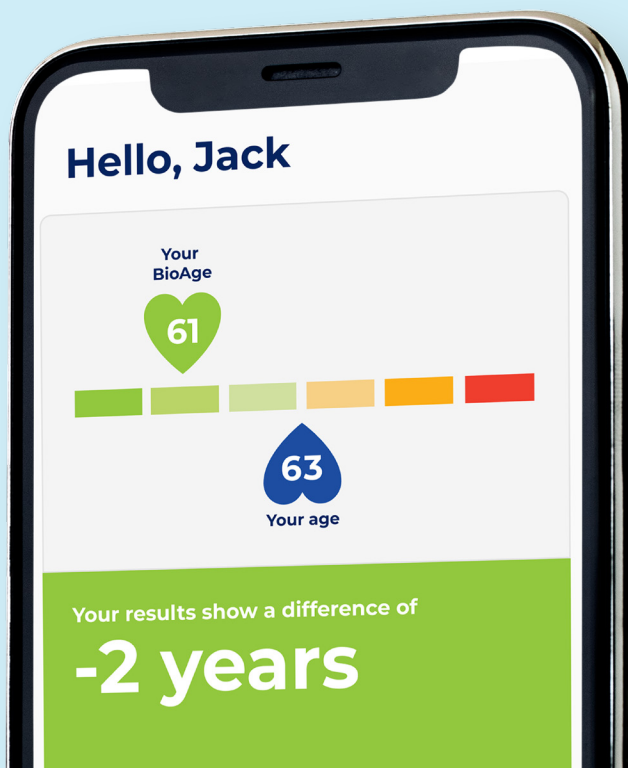 Hello, Jack
Your
BioAge
61
63
Your age
Your results show a difference of
-2 years